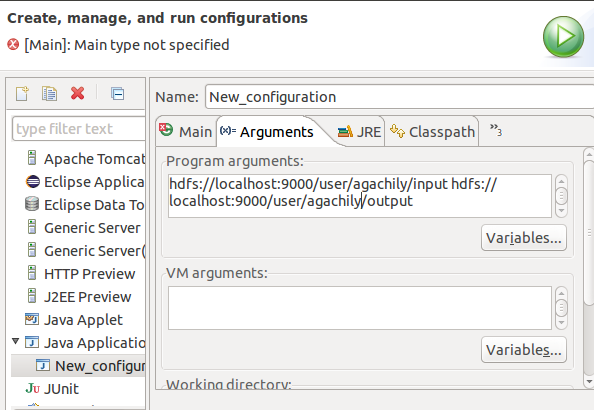 Create, manage, and run configurations
[Main]: Main type not specified
Name: New_configuration
type filter text
Main (x)= Arguments JRE Classpath »3
Apache Tomcat
Eclipse Applica
Eclipse Data To
Generic Server
Generic Server(
HTTP Preview
J2EE Preview
Java Applet
Java Applicatio
New_configur
JU JUnit
Program arguments:
hdfs://localhost:9000/user/agachily/input hdfs://
localhost:9000/user/agachily/output
Variables...
VM arguments:
Variables...
Working directory: